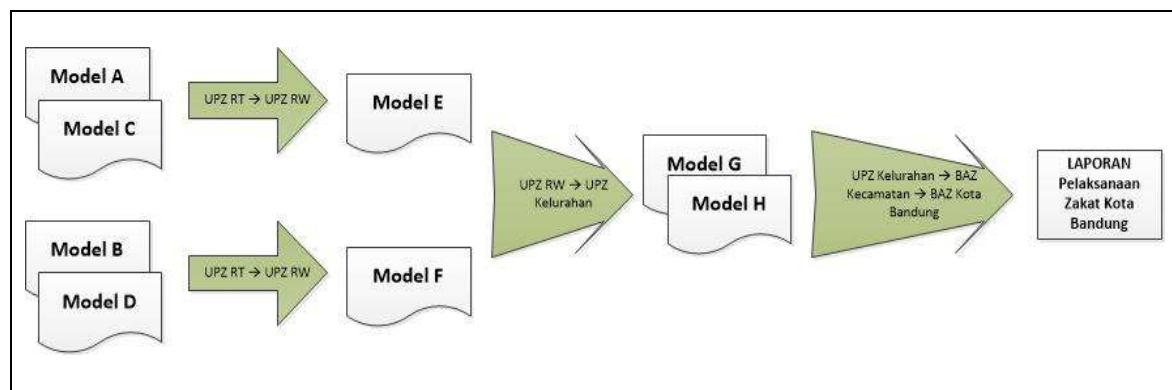 Model A
Model C
UPZ RT → UPZ RW
Model E
Model B
Model D
UPZ RT → UPZ RW
Model F
UPZ RW → UPZ
Kelurahan
Model G
Model H
UPZ Kelurahan → BAZ
Kecamatan → BAZ Kota
Bandung
LAPORAN
Pelaksanaan
Zakat Kota
Bandung